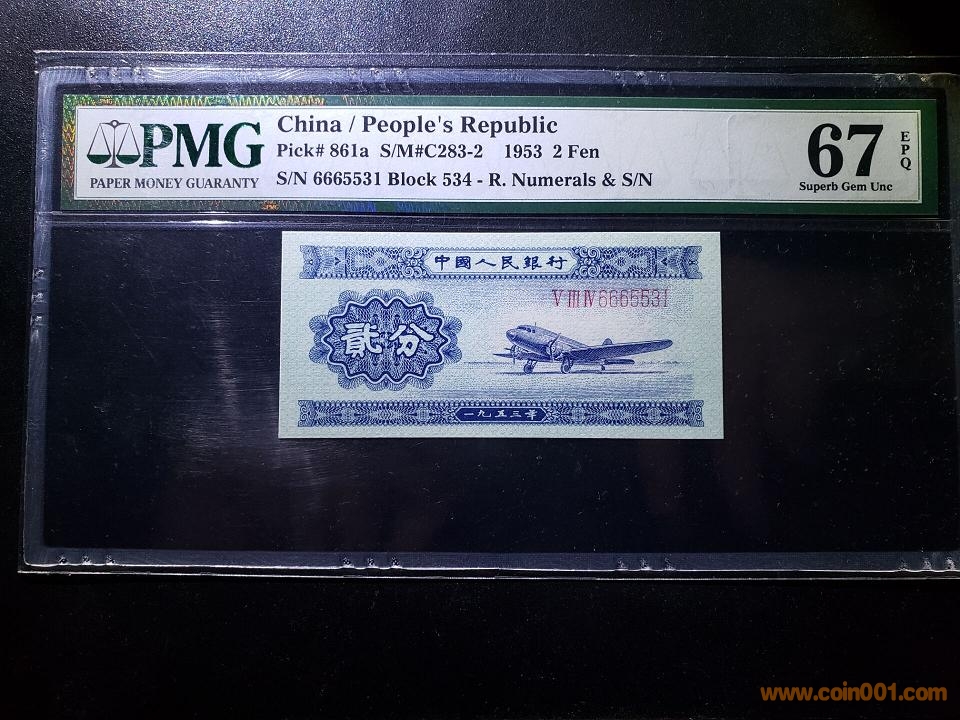 PMG
PAPER MONEY GUARANTY
China / People's Republic
Pick# 861a S/M#C283-2 1953 2 Fen
S/N 6665531 Block 534 - R. Numerals & S/N
67
EPQ
Superb Gem Unc
中國人民銀行
V III IV 6665531
貳分
一九五三年
www.coin001.com